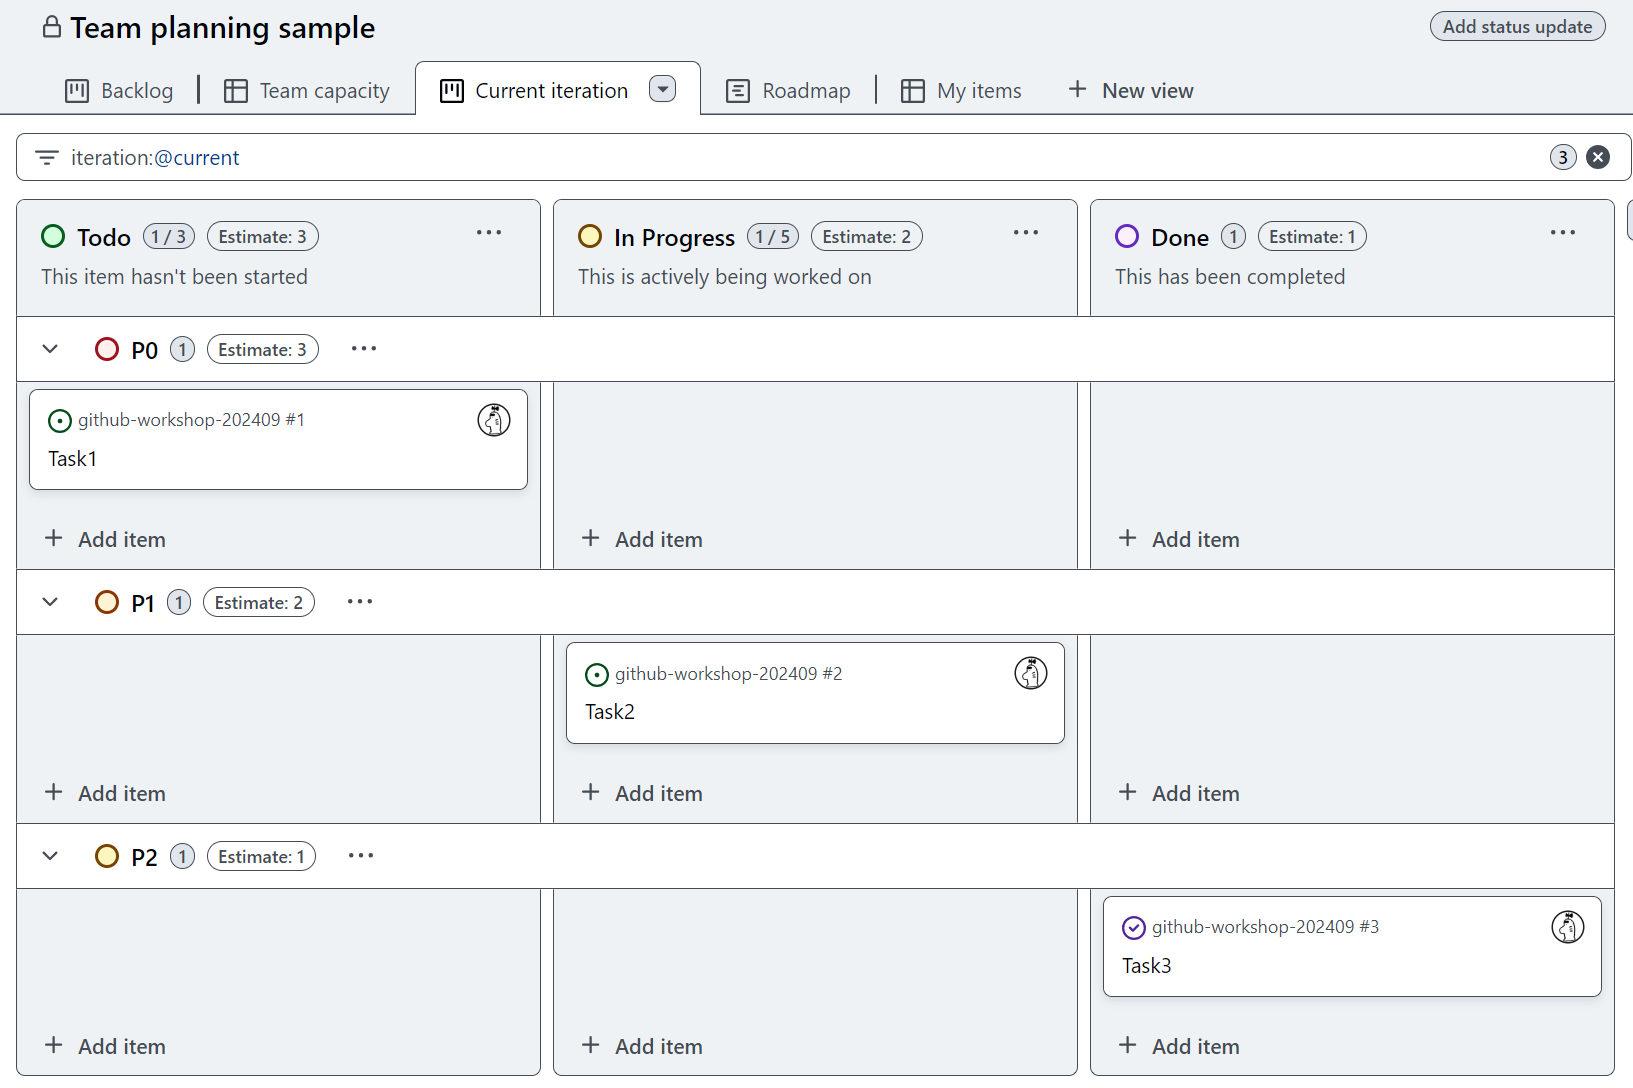 Team planning sample
Add status update
Backlog
Team capacity
Current iteration
Roadmap
My items
New view
iteration:@current
3
Todo 1 / 3 Estimate: 3
This item hasn't been started
In Progress 1 / 5 Estimate: 2
This is actively being worked on
Done 1 Estimate: 1
This has been completed
P0 1 Estimate: 3
github-workshop-202409 #1
Task1
+ Add item
+ Add item
+ Add item
P1 1 Estimate: 2
github-workshop-202409 #2
Task2
+ Add item
+ Add item
+ Add item
P2 1 Estimate: 1
github-workshop-202409 #3
Task3
+ Add item
+ Add item
+ Add item